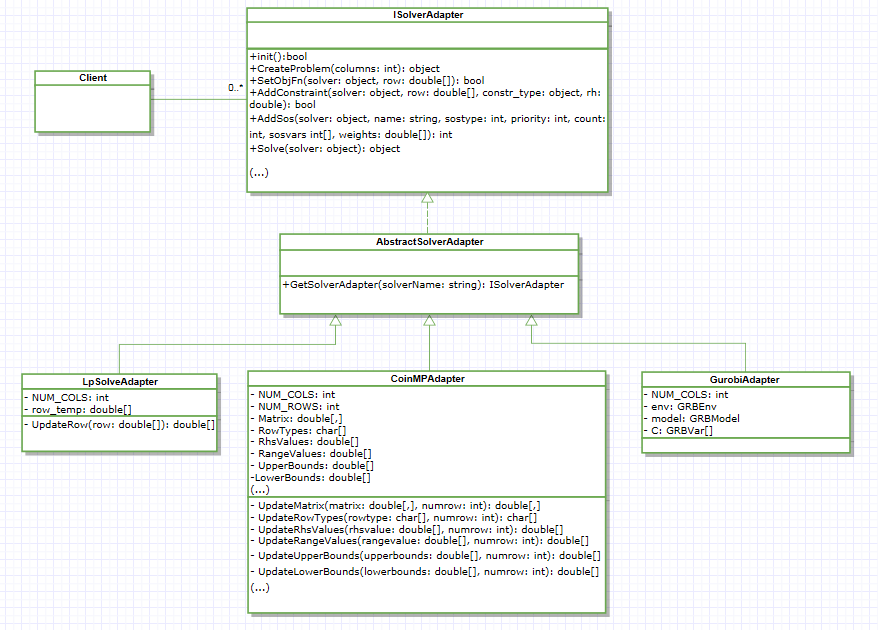 ISolverAdapter
+init():bool
+CreateProblem(columns: int): object
+SetObjFn(solver: object, row: double[]): bool
+AddConstraint(solver: object, row: double[], constr_type: object, rh:
double): bool
+AddSos(solver: object, name: string, sostype: int, priority: int, count:
int, sosvars int[], weights: double[]): int
+Solve(solver: object): object
(...)
Client
0..*
AbstractSolverAdapter
+GetSolverAdapter(solverName: string): ISolverAdapter
LpSolveAdapter
- NUM_COLS: int
- row_temp: double[]
- UpdateRow(row: double[]): double[]
CoinMPAdapter
- NUM_COLS: int
- NUM_ROWS: int
- Matrix: double[,]
- RowTypes: char[]
- RhsValues: double[]
- RangeValues: double[]
- UpperBounds: double[]
-LowerBounds: double[]
(...)
- UpdateMatrix(matrix: double[,], numrow: int): double[,]
- UpdateRowTypes(rowtype: char[], numrow: int): char[]
- UpdateRhsValues(rhsvalue: double[], numrow: int): double[]
- UpdateRangeValues(rangevalue: double[], numrow: int): double[]
- UpdateUpperBounds(upperbounds: double[], numrow: int): double[]
- UpdateLowerBounds(lowerbounds: double[], numrow: int): double[]
(...)
GurobiAdapter
- NUM_COLS: int
- env: GRBEnv
- model: GRBModel
- C: GRBVar[]